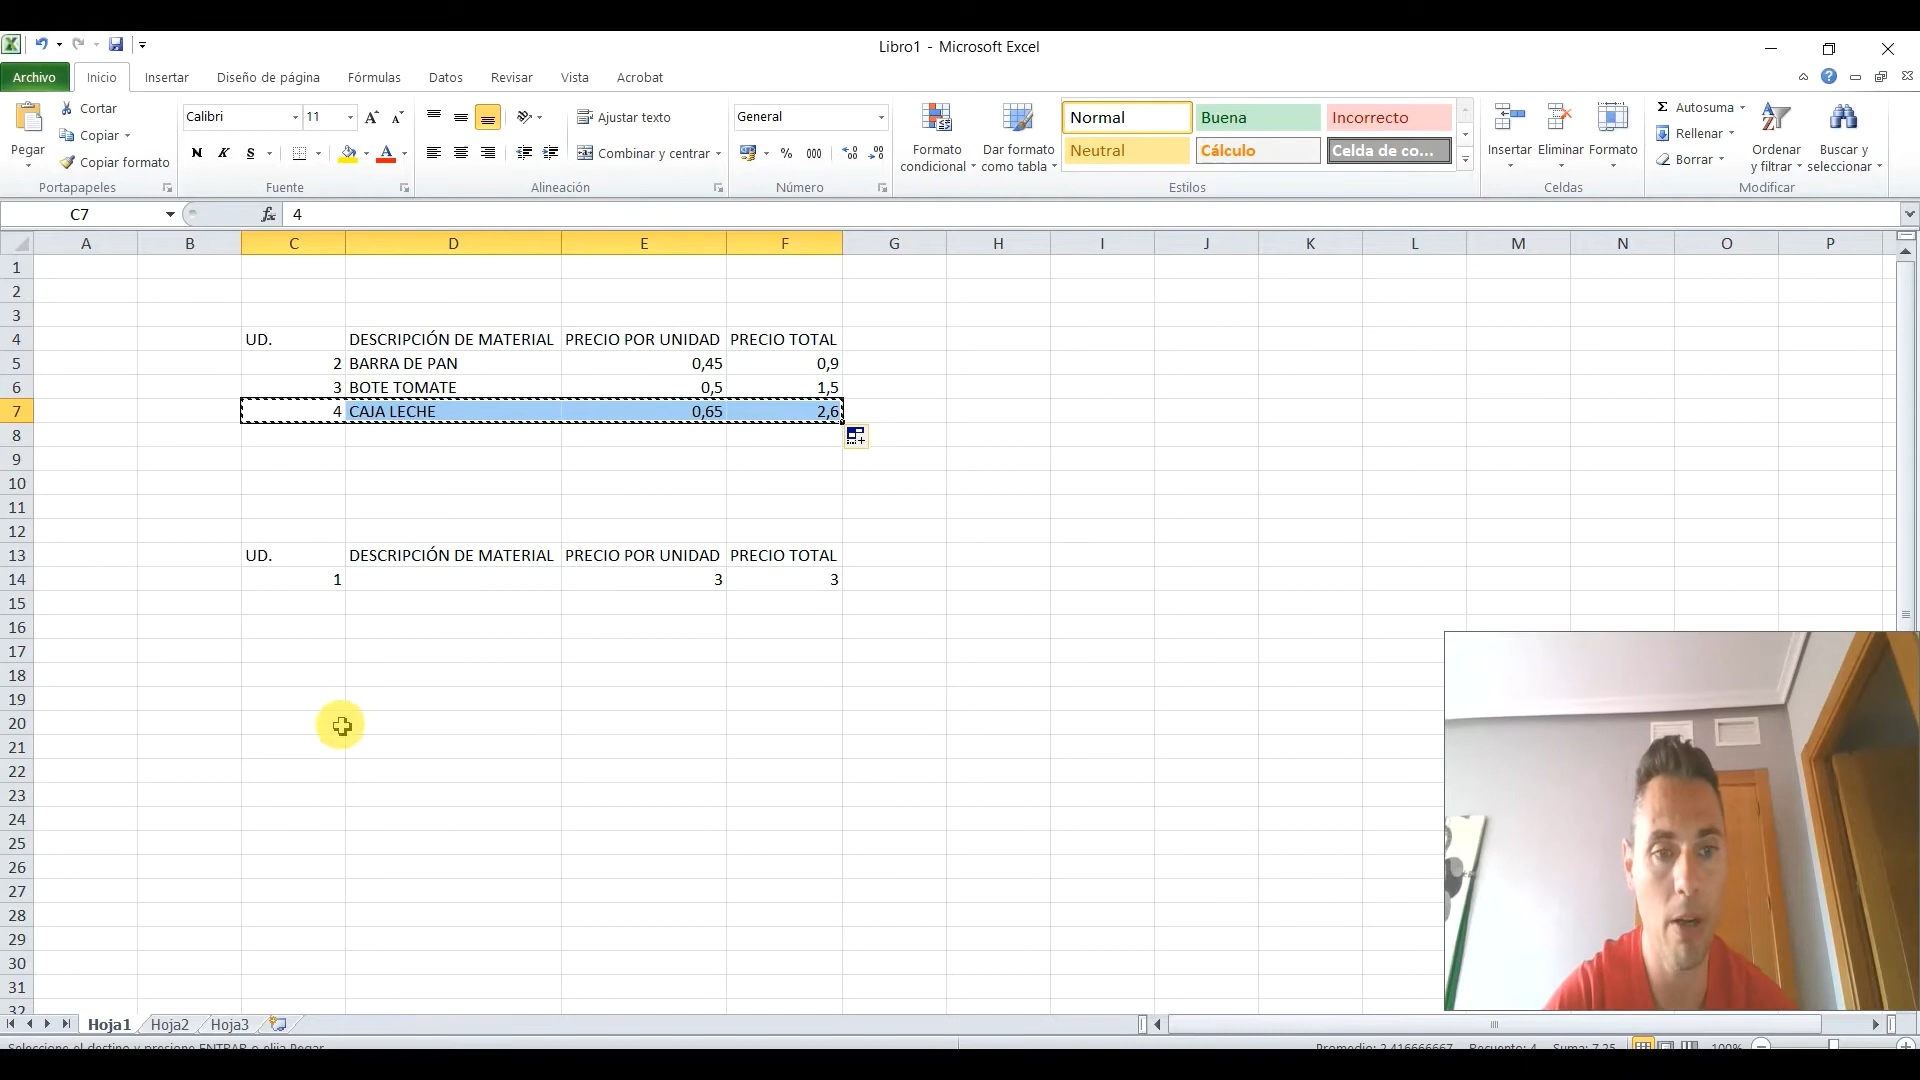 Libro1 - Microsoft Excel
Archivo Inicio Insertar Diseño de página Fórmulas Datos Revisar Vista Acrobat
Pegar
Cortar
Copiar
Copiar formato
Portapapeles
Calibri 11
N K S
Fuente
Ajustar texto
Combinar y centrar
Alineación
General
% 000
Número
Formato condicional
Dar formato como tabla
Normal Buena Incorrecto
Neutral Cálculo Celda de co...
Estilos
Insertar Eliminar Formato
Celdas
Autosuma
Rellenar
Borrar
Ordenar y filtrar
Buscar y seleccionar
Modificar
C7 fx 4
A B C D E F G H I J K L M N O P
1
2
3
4 UD. DESCRIPCIÓN DE MATERIAL PRECIO POR UNIDAD PRECIO TOTAL
5 2 BARRA DE PAN 0,45 0,9
6 3 BOTE TOMATE 0,5 1,5
7 4 CAJA LECHE 0,65 2,6
8
9
10
11
12
13 UD. DESCRIPCIÓN DE MATERIAL PRECIO POR UNIDAD PRECIO TOTAL
14 1 3 3
15
16
17
18
19
20
21
22
23
24
25
26
27
28
29
30
31
32
Hoja1 Hoja2 Hoja3
Seleccione el destino y presione ENTRAR o elija Pegar Promedio: 2,416666667 Recuento: 4 Suma: 7,25 100%